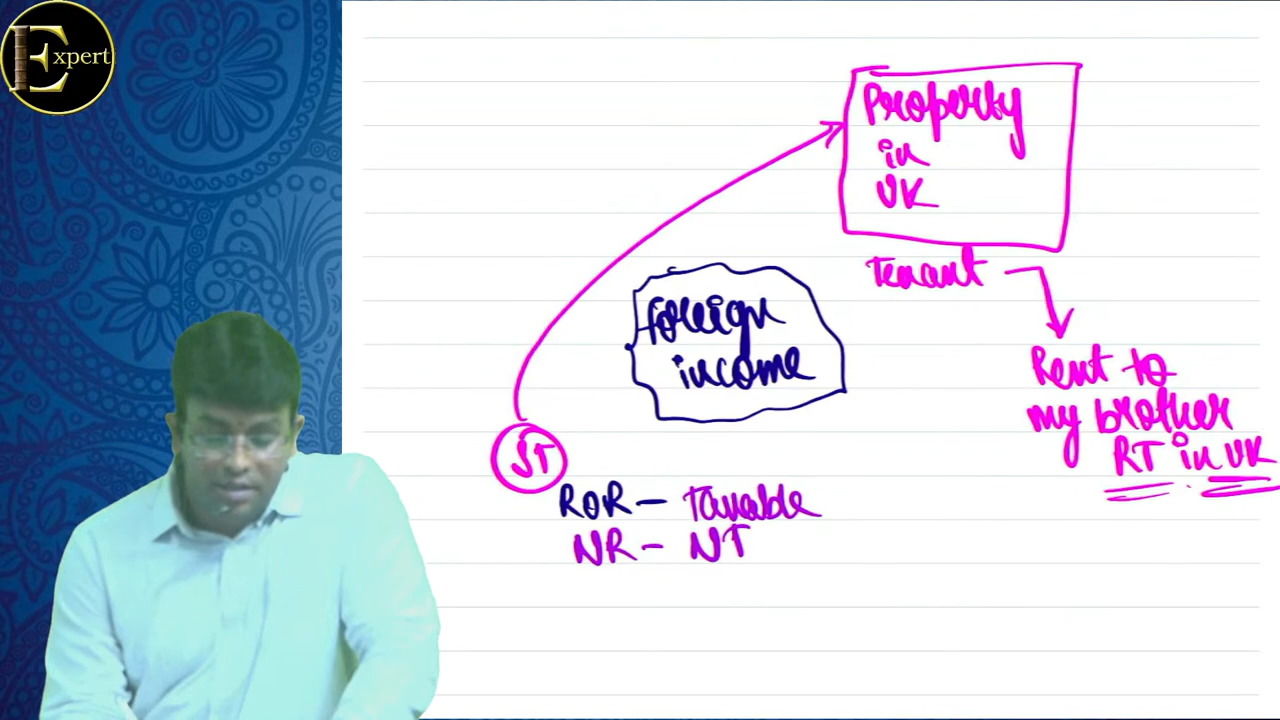 Expert
Property
in
UK
Tenant
foreign
income
Rent to
my brother
RT in UK
ST
ROR - Taxable
NR - NT